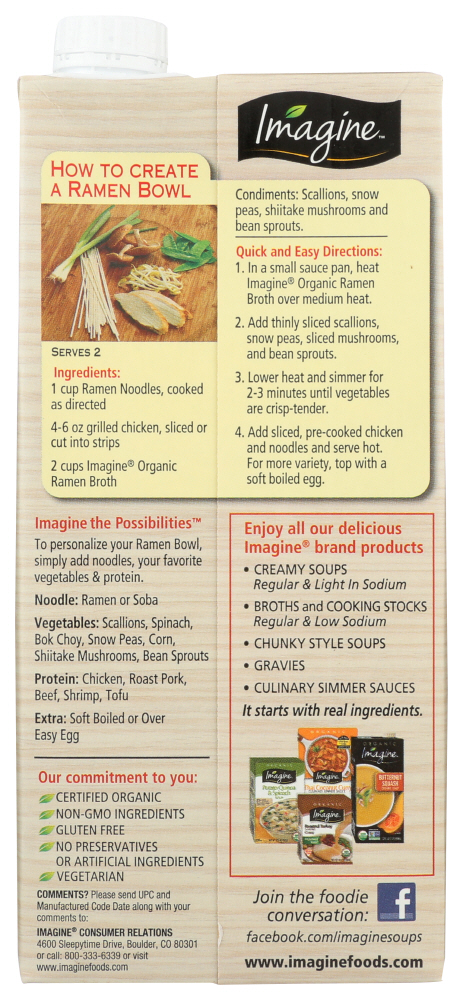 HOW TO CREATE
A RAMEN BOWL
SERVES 2
Ingredients:
1 cup Ramen Noodles, cooked
as directed
4-6 oz grilled chicken, sliced or
cut into strips
2 cups Imagine® Organic
Ramen Broth
Imagine™
Condiments: Scallions, snow
peas, shiitake mushrooms and
bean sprouts.
Quick and Easy Directions:
1. In a small sauce pan, heat
Imagine® Organic Ramen
Broth over medium heat.
2. Add thinly sliced scallions,
snow peas, sliced mushrooms,
and bean sprouts.
3. Lower heat and simmer for
2-3 minutes until vegetables
are crisp-tender.
4. Add sliced, pre-cooked chicken
and noodles and serve hot.
For more variety, top with a
soft boiled egg.
Imagine the Possibilities™
To personalize your Ramen Bowl,
simply add noodles, your favorite
vegetables & protein.
Noodle: Ramen or Soba
Vegetables: Scallions, Spinach,
Bok Choy, Snow Peas, Corn,
Shiitake Mushrooms, Bean Sprouts
Protein: Chicken, Roast Pork,
Beef, Shrimp, Tofu
Extra: Soft Boiled or Over
Easy Egg
Our commitment to you:
CERTIFIED ORGANIC
NON-GMO INGREDIENTS
GLUTEN FREE
NO PRESERVATIVES
OR ARTIFICIAL INGREDIENTS
VEGETARIAN
COMMENTS? Please send UPC and
Manufactured Code Date along with your
comments to:
IMAGINE® CONSUMER RELATIONS
4600 Sleepytime Drive, Boulder, CO 80301
or call: 800-333-6339 or visit
www.imaginefoods.com
Enjoy all our delicious
Imagine® brand products
• CREAMY SOUPS
Regular & Light In Sodium
• BROTHS and COOKING STOCKS
Regular & Low Sodium
• CHUNKY STYLE SOUPS
• GRAVIES
• CULINARY SIMMER SAUCES
It starts with real ingredients.
ORGANIC
Imagine
Thai Coconut Curry
ORGANIC
Imagine
BUTTERNUT
SQUASH
Imagine
& Spinach
Imagine
Join the foodie
conversation:
f
facebook.com/imaginesoups
www.imaginefoods.com